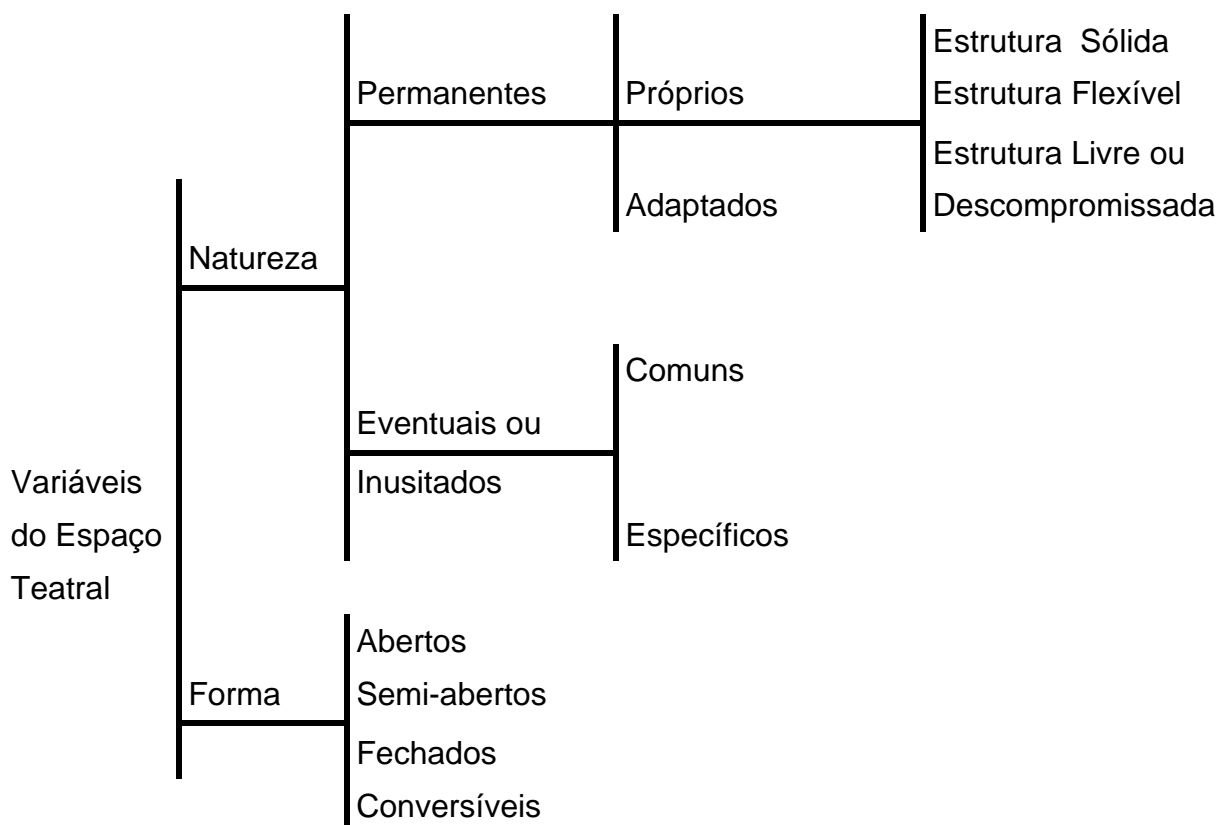 Variáveis
do Espaço
Teatral
Natureza
Permanentes
Próprios
Estrutura Sólida
Estrutura Flexível
Estrutura Livre ou
Descompromissada
Adaptados
Eventuais ou
Inusitados
Comuns
Específicos
Forma
Abertos
Semi-abertos
Fechados
Conversíveis